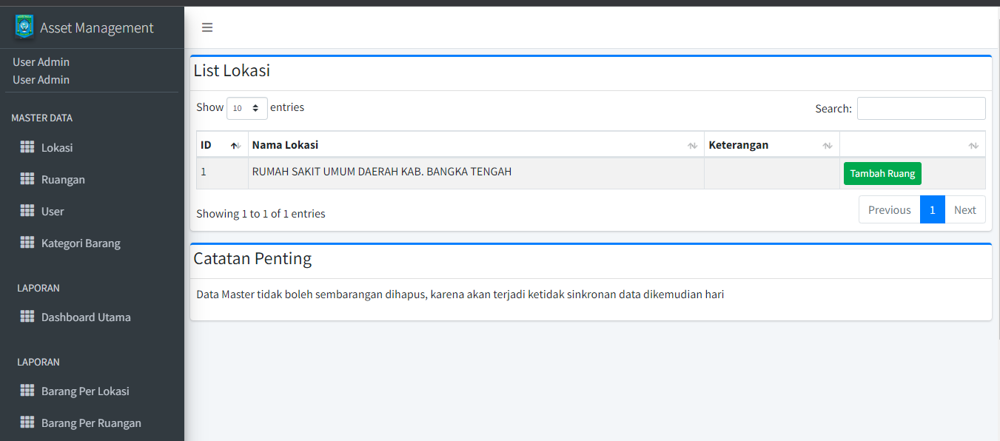 Asset Management
User Admin
User Admin
MASTER DATA
Lokasi
Ruangan
User
Kategori Barang
LAPORAN
Dashboard Utama
LAPORAN
Barang Per Lokasi
Barang Per Ruangan
List Lokasi
Show 10 entries
Search:
ID Nama Lokasi Keterangan
1 RUMAH SAKIT UMUM DAERAH KAB. BANGKA TENGAH Tambah Ruang
Showing 1 to 1 of 1 entries
Previous 1 Next
Catatan Penting
Data Master tidak boleh sembarangan dihapus, karena akan terjadi ketidak sinkronan data dikemudian hari